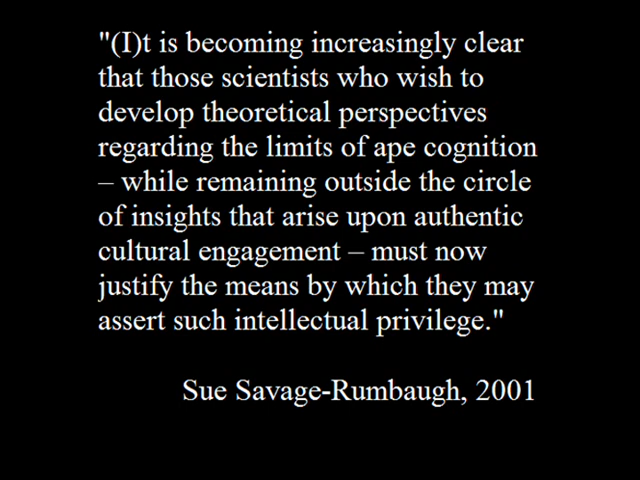 "(I)t is becoming increasingly clear
that those scientists who wish to
develop theoretical perspectives
regarding the limits of ape cognition
– while remaining outside the circle
of insights that arise upon authentic
cultural engagement – must now
justify the means by which they may
assert such intellectual privilege."
Sue Savage-Rumbaugh, 2001